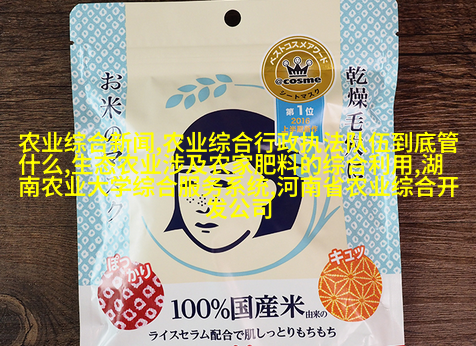 ベストコスメアワード
@cosme
シートマスク
第1位
2018
乾燥毛
お米の
ック
農业综合新闻,农业综合行政执法队伍到底管
什么,生态农业涉及农家肥料的综合利用,湖
南农业大学综合服务系统,河南省农业综合开
发公司
ぽっかり
キュッ
100%国産米由来の
ライスセラム配合で肌しっとりもちもち